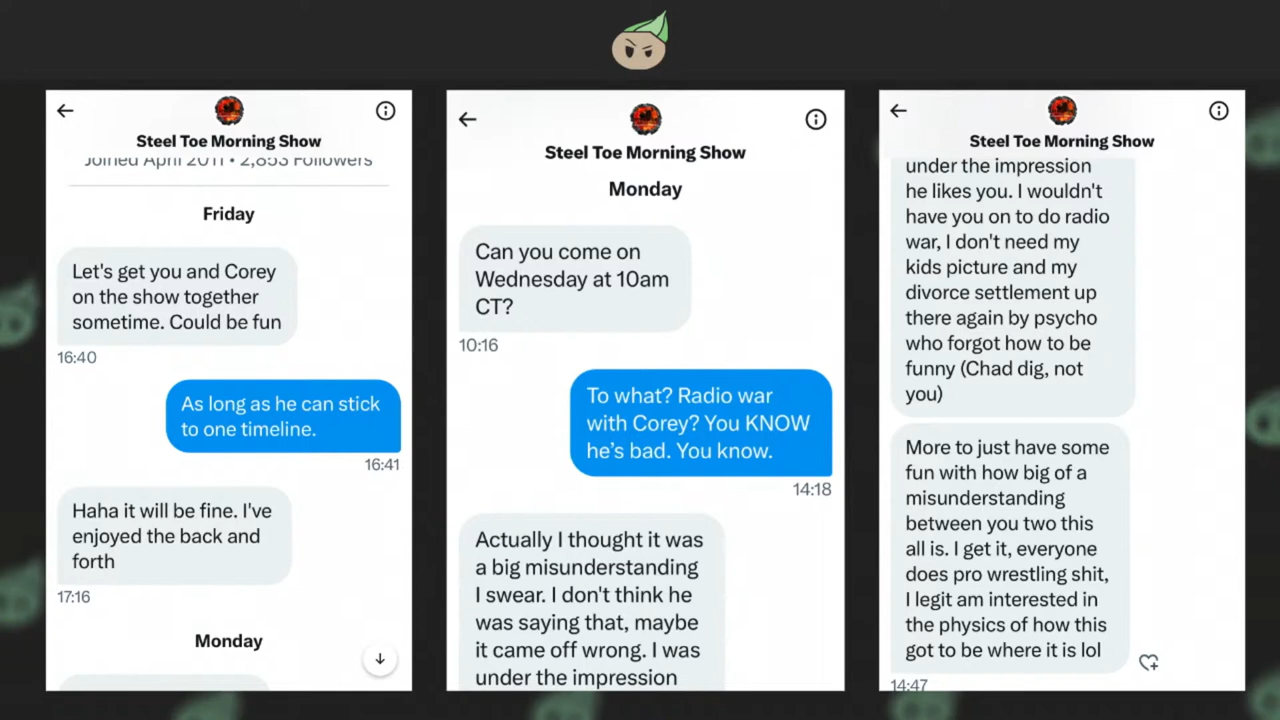 Steel Toe Morning Show
Joined April 2011 • 2,853 Followers
Friday
Let's get you and Corey
on the show together
sometime. Could be fun
16:40
As long as he can stick
to one timeline.
16:41
Haha it will be fine. I've
enjoyed the back and
forth
17:16
Monday
Steel Toe Morning Show
Monday
Can you come on
Wednesday at 10am
CT?
10:16
To what? Radio war
with Corey? You KNOW
he's bad. You know.
14:18
Actually I thought it was
a big misunderstanding
I swear. I don't think he
was saying that, maybe
it came off wrong. I was
under the impression
Steel Toe Morning Show
under the impression
he likes you. I wouldn't
have you on to do radio
war, I don't need my
kids picture and my
divorce settlement up
there again by psycho
who forgot how to be
funny (Chad dig, not
you)
More to just have some
fun with how big of a
misunderstanding
between you two this
all is. I get it, everyone
does pro wrestling shit,
I legit am interested in
the physics of how this
got to be where it is lol
14:47